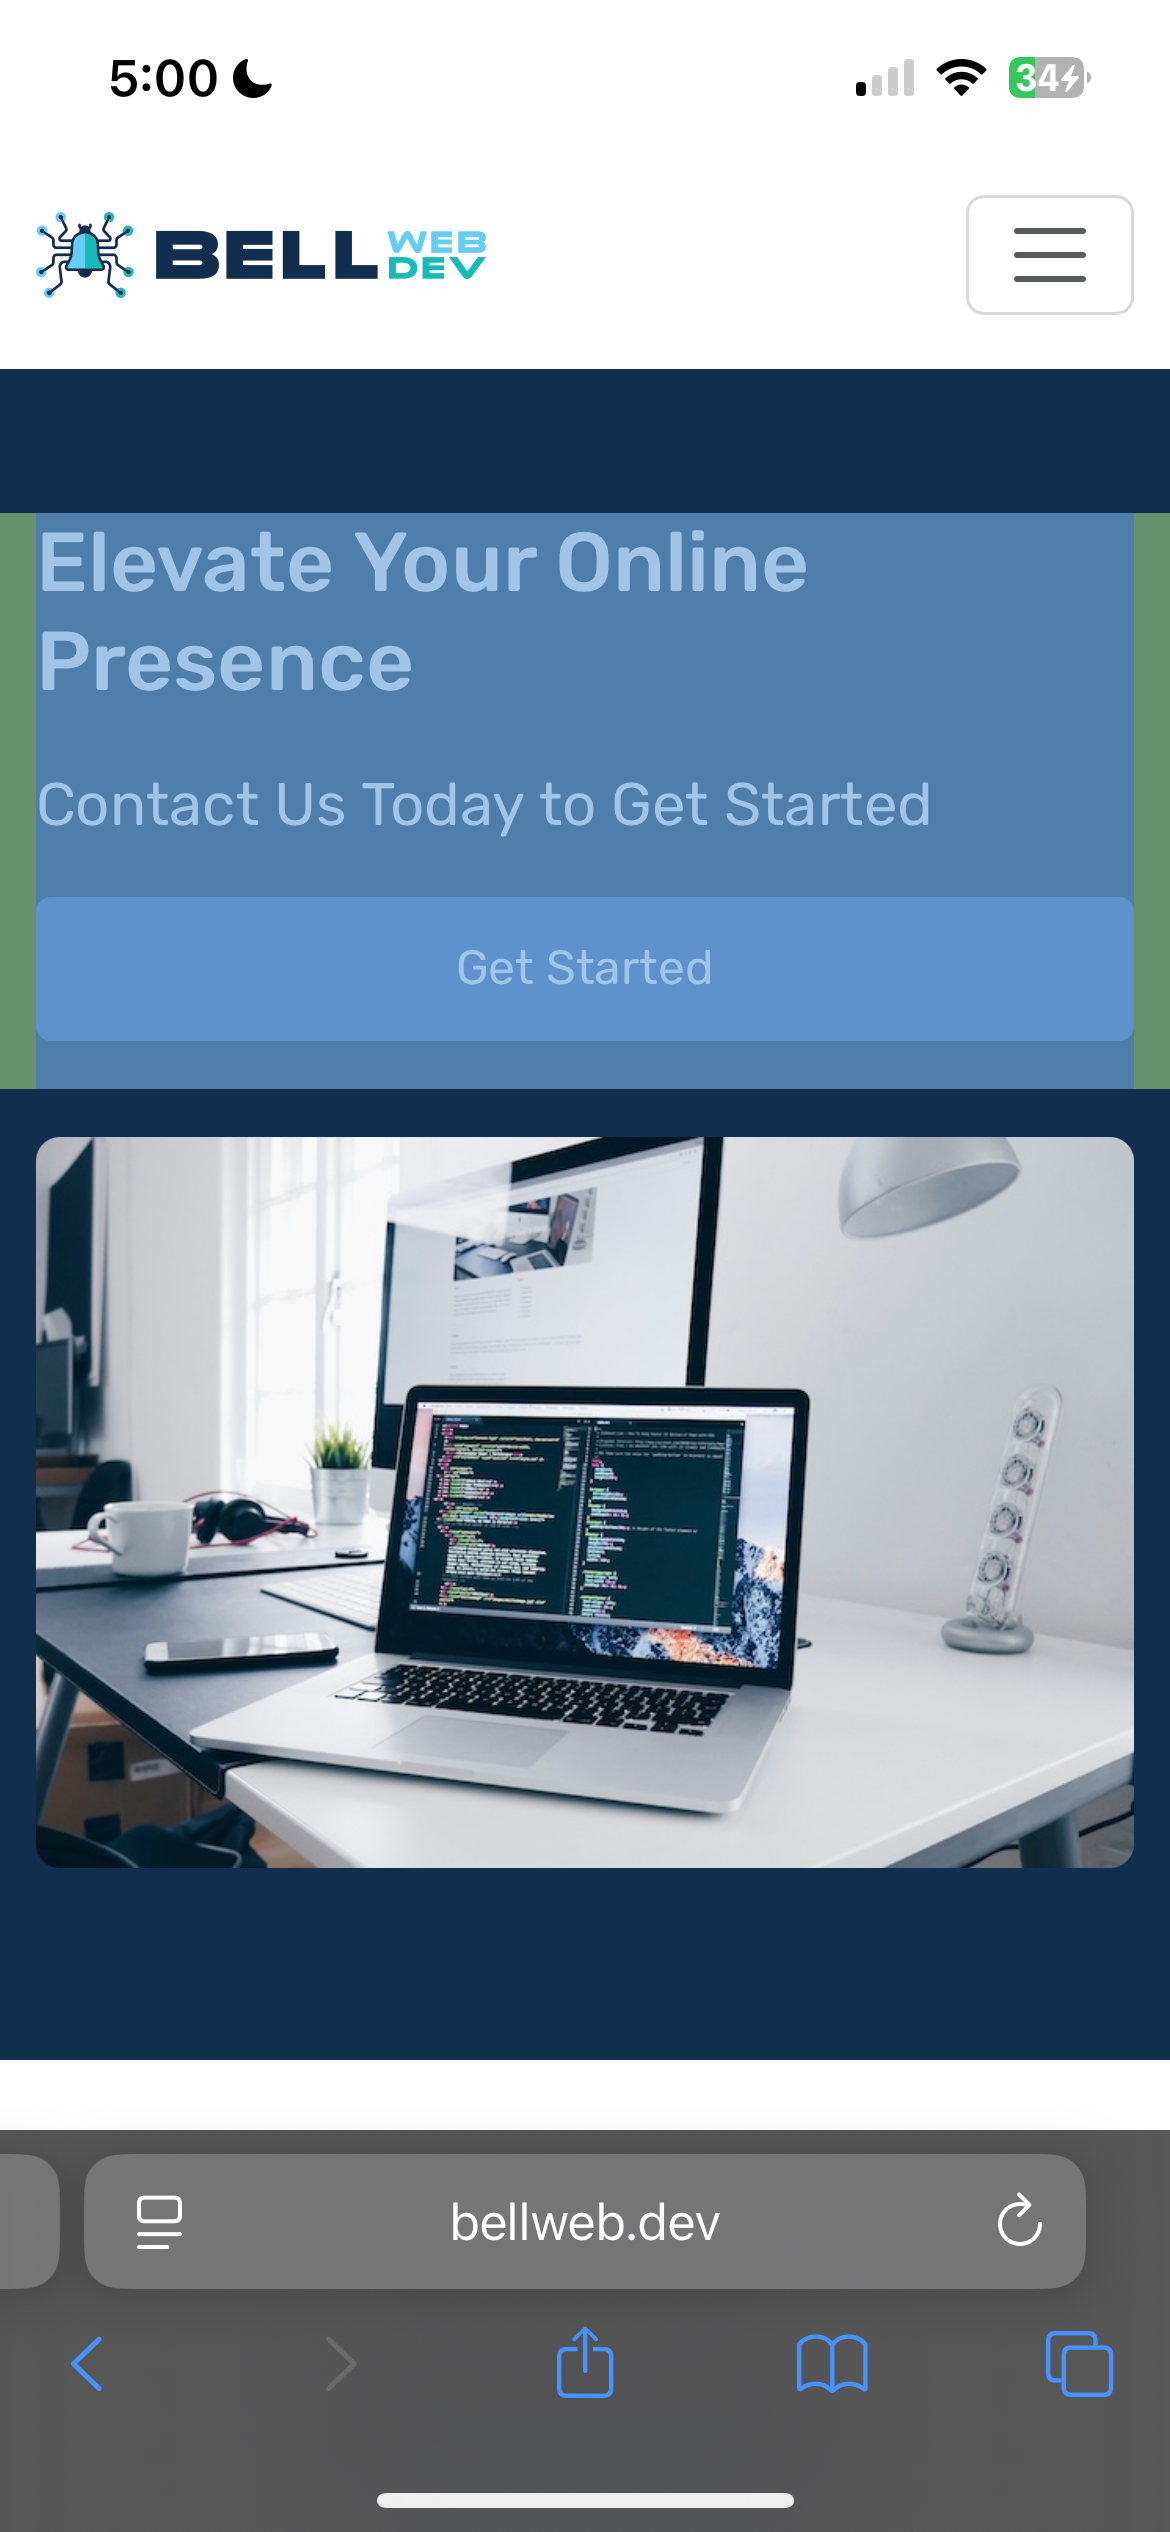 5:00
34
BELL WEB DEV
Elevate Your Online
Presence
Contact Us Today to Get Started
Get Started
bellweb.dev